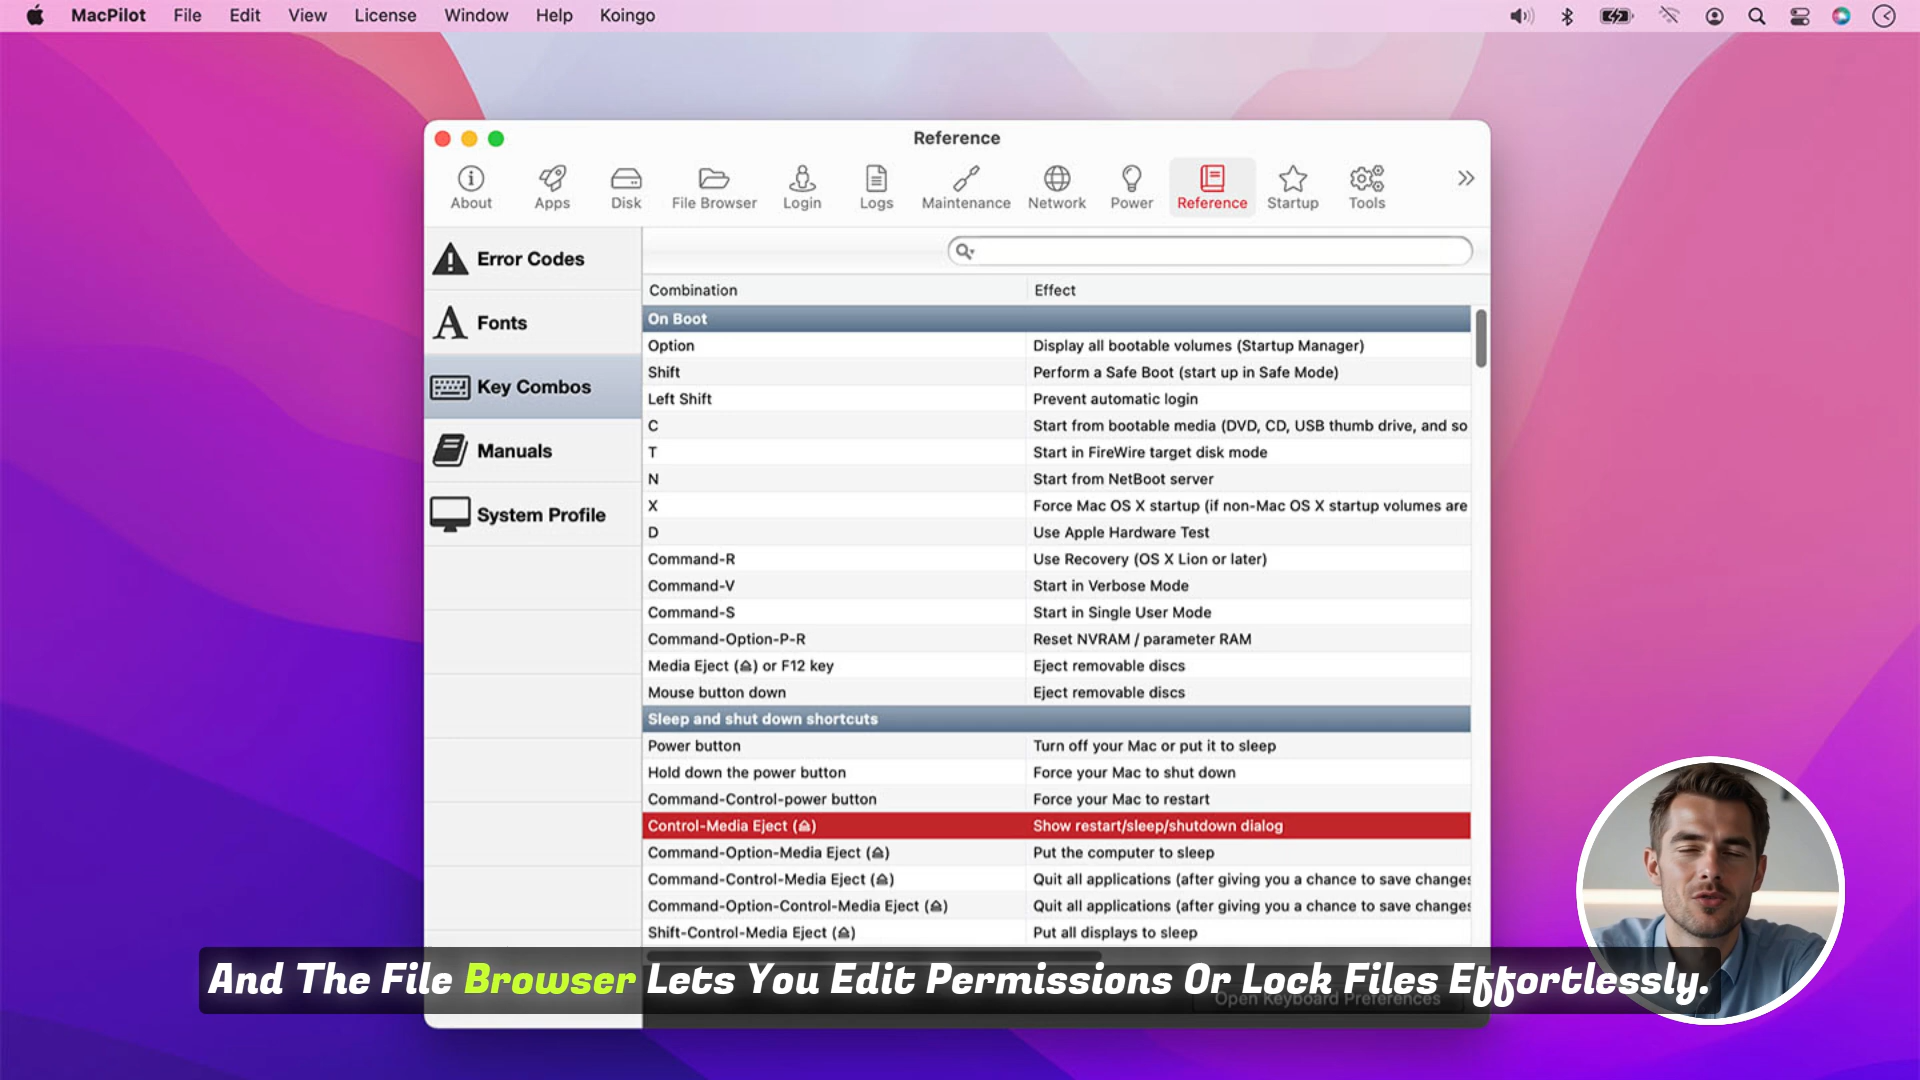 MacPilot File Edit View License Window Help Koingo
Reference
About Apps Disk File Browser Login Logs Maintenance Network Power Reference Startup Tools
Error Codes
Fonts
Key Combos
Manuals
System Profile
Combination Effect
On Boot
Option Display all bootable volumes (Startup Manager)
Shift Perform a Safe Boot (start up in Safe Mode)
Left Shift Prevent automatic login
C Start from bootable media (DVD, CD, USB thumb drive, and so
T Start in FireWire target disk mode
N Start from NetBoot server
X Force Mac OS X startup (if non-Mac OS X startup volumes are
D Use Apple Hardware Test
Command-R Use Recovery (OS X Lion or later)
Command-V Start in Verbose Mode
Command-S Start in Single User Mode
Command-Option-P-R Reset NVRAM / parameter RAM
Media Eject (⏏) or F12 key Eject removable discs
Mouse button down Eject removable discs
Sleep and shut down shortcuts
Power button Turn off your Mac or put it to sleep
Hold down the power button Force your Mac to shut down
Command-Control-power button Force your Mac to restart
Control-Media Eject (⏏) Show restart/sleep/shutdown dialog
Command-Option-Media Eject (⏏) Put the computer to sleep
Command-Control-Media Eject (⏏) Quit all applications (after giving you a chance to save changes
Command-Option-Control-Media Eject (⏏) Quit all applications (after giving you a chance to save changes
Shift-Control-Media Eject (⏏) Put all displays to sleep
And The File Browser Lets You Edit Permissions Or Lock Files Effortlessly.
Open Keyboard Preferences